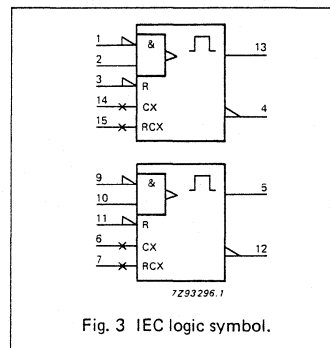 1
&
13
2
3
R
14
CX
4
15
RCX
9
&
5
10
11
R
6
CX
12
7
RCX
7Z93296.1
Fig. 3 IEC logic symbol.